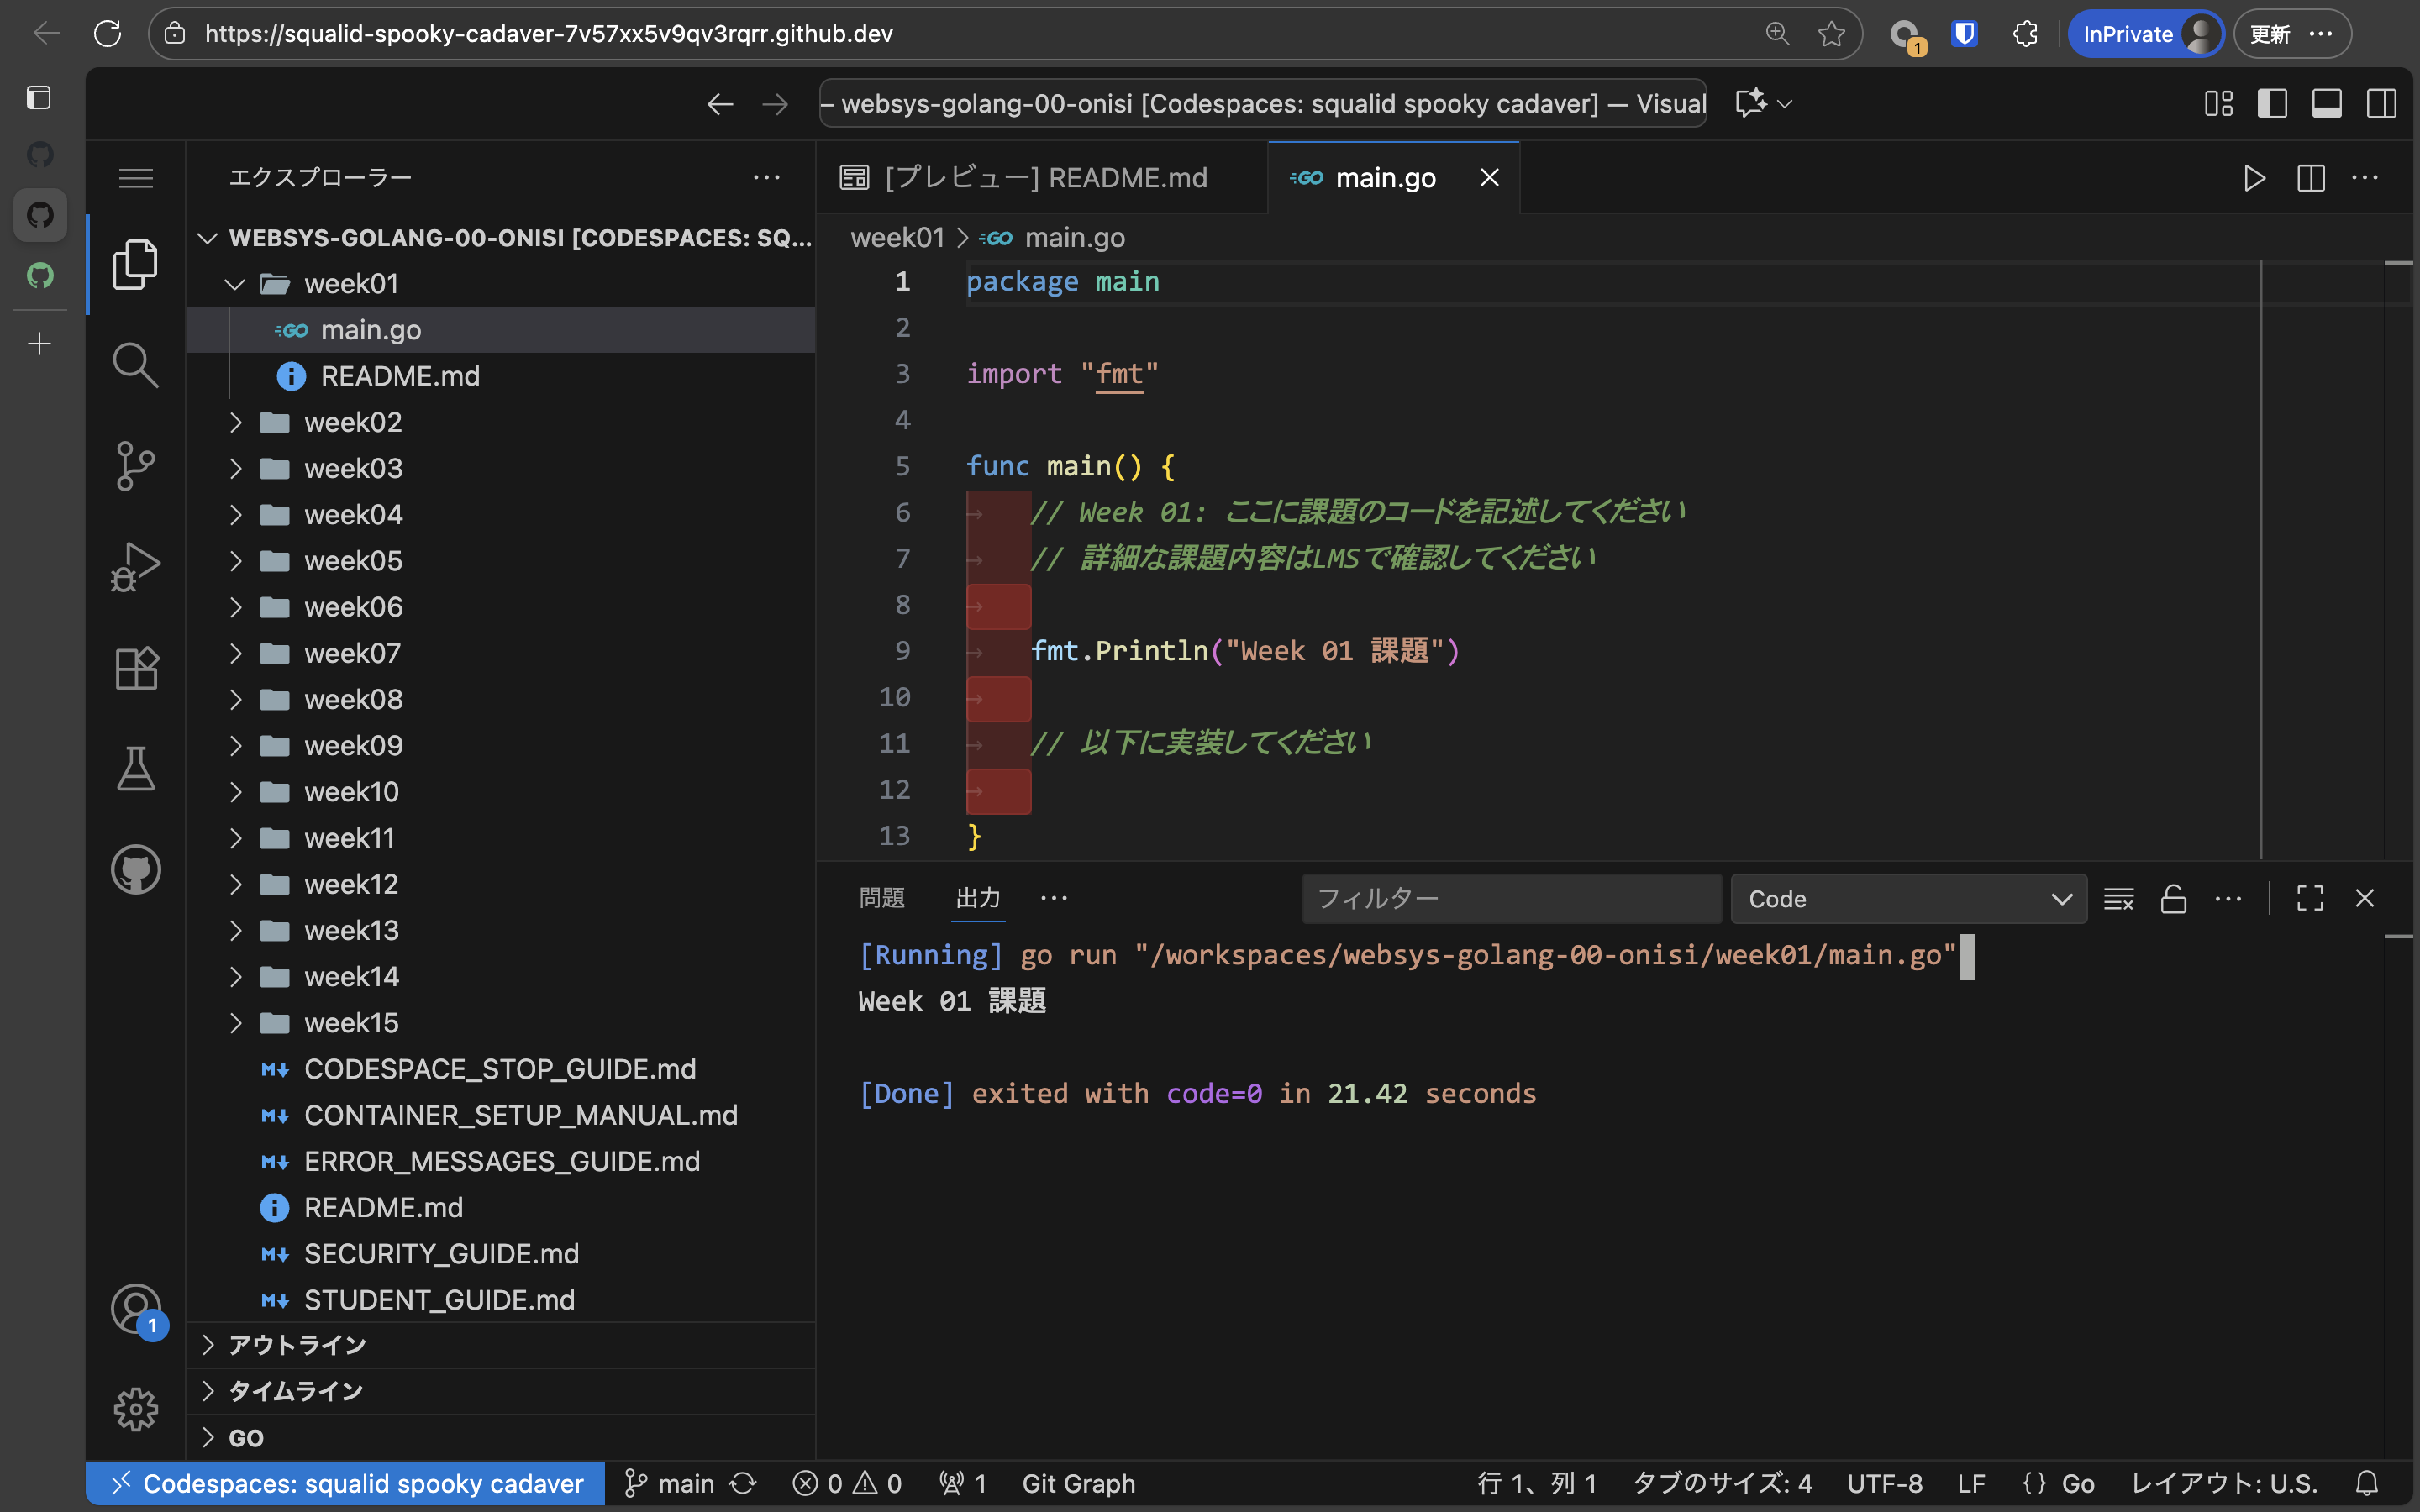 https://squalid-spooky-cadaver-7v57xx5v9qv3rqrr.github.dev
1
InPrivate
更新
— websys-golang-00-onisi [Codespaces: squalid spooky cadaver] — Visual
エクスプローラー
WEBSYS-GOLANG-00-ONISI [CODESPACES: SQ...
week01
main.go
README.md
week02
week03
week04
week05
week06
week07
week08
week09
week10
week11
week12
week13
week14
week15
CODESPACE_STOP_GUIDE.md
CONTAINER_SETUP_MANUAL.md
ERROR_MESSAGES_GUIDE.md
README.md
SECURITY_GUIDE.md
STUDENT_GUIDE.md
アウトライン
タイムライン
GO
1
[プレビュー] README.md
GO main.go
week01 > GO main.go
1 package main
2
3 import "fmt"
4
5 func main() {
6 // Week 01: ここに課題のコードを記述してください
7 // 詳細な課題内容はLMSで確認してください
8
9 fmt.Println("Week 01 課題")
10
11 // 以下に実装してください
12
13 }
問題 出力 フィルター Code
[Running] go run "/workspaces/websys-golang-00-onisi/week01/main.go"
Week 01 課題
[Done] exited with code=0 in 21.42 seconds
Codespaces: squalid spooky cadaver main 0 0 1 Git Graph 行 1、列 1 タブのサイズ: 4 UTF-8 LF {} Go レイアウト: U.S.